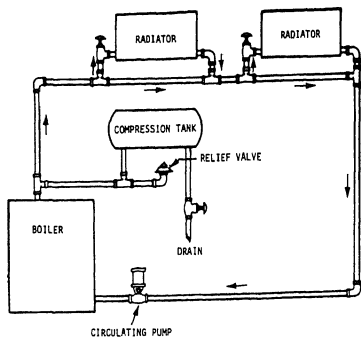 RADIATOR
RADIATOR
COMPRESSION TANK
RELIEF VALVE
BOILER
DRAIN
CIRCULATING PUMP